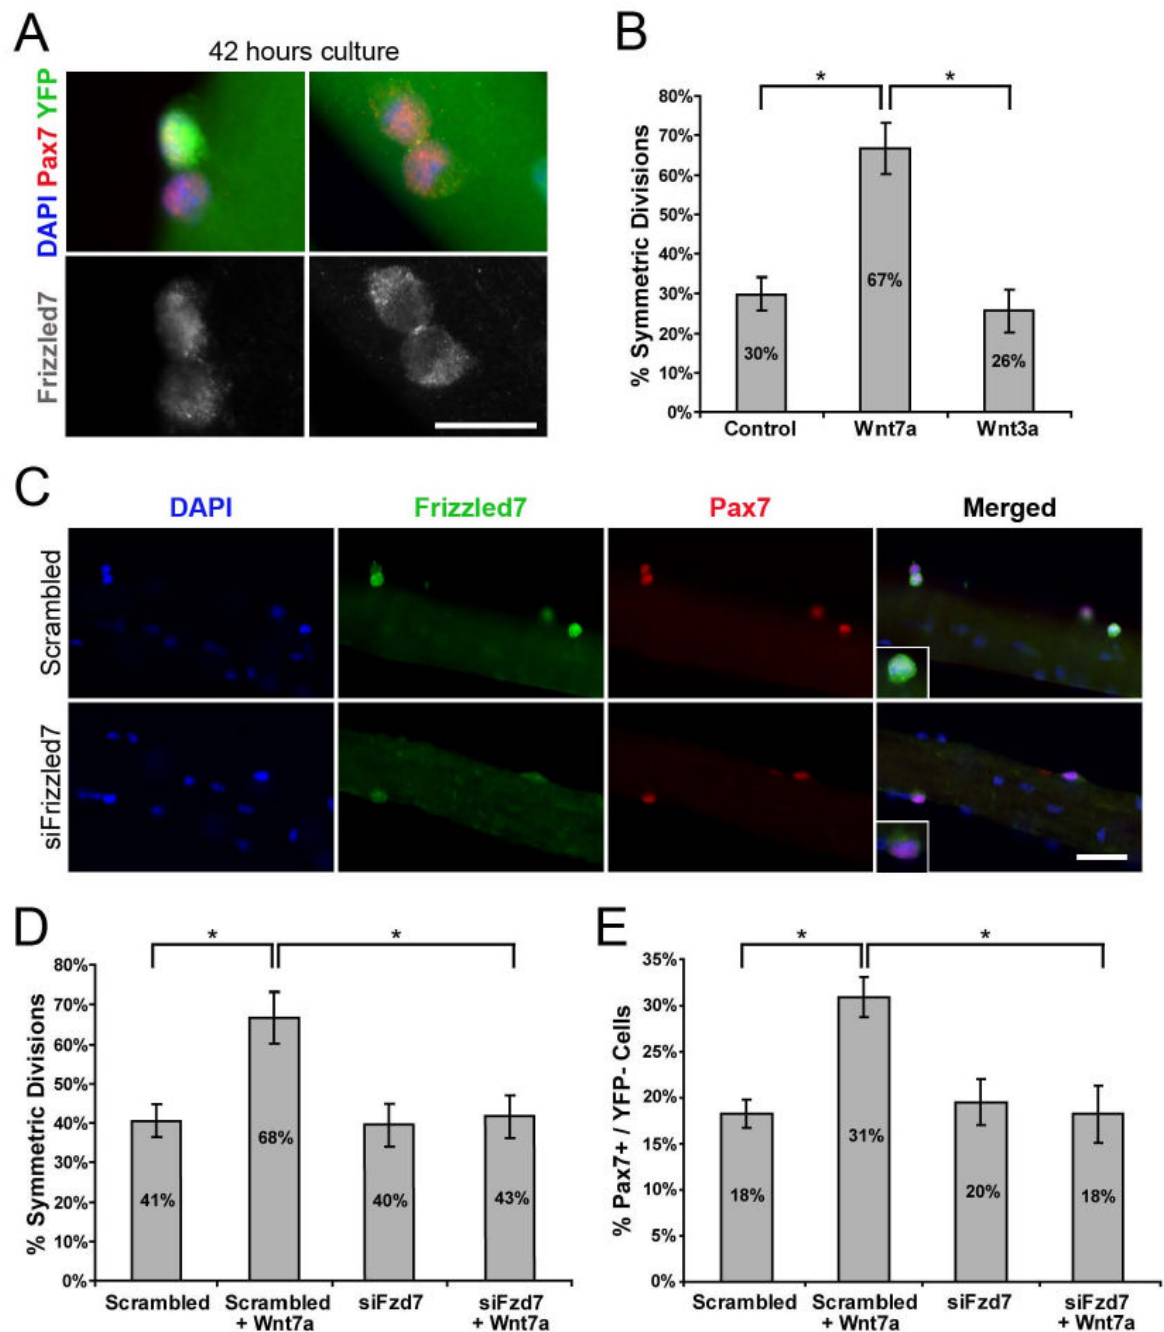 A
42 hours culture
DAPI Pax7 YFP
Frizzled7
B
% Symmetric Divisions
80%
70%
60%
50%
40%
30%
20%
10%
0%
*
*
30%
67%
26%
Control
Wnt7a
Wnt3a
C
DAPI
Frizzled7
Pax7
Merged
Scrambled
siFrizzled7
D
% Symmetric Divisions
80%
70%
60%
50%
40%
30%
20%
10%
0%
*
*
41%
68%
40%
43%
Scrambled
Scrambled
+ Wnt7a
siFzd7
siFzd7
+ Wnt7a
E
% Pax7+ / YFP- Cells
35%
30%
25%
20%
15%
10%
5%
0%
*
*
18%
31%
20%
18%
Scrambled
Scrambled
+ Wnt7a
siFzd7
siFzd7
+ Wnt7a